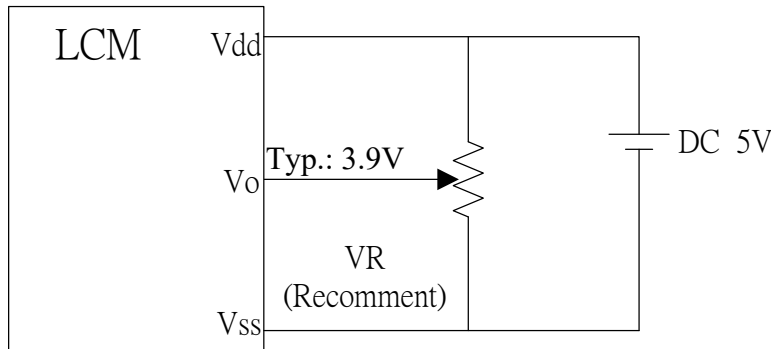 LCM
Vdd
DC 5V
Typ.: 3.9V
Vo
VR
(Recomment)
Vss